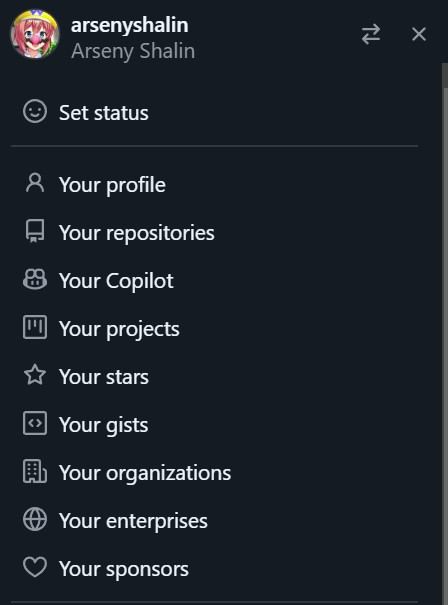 arsenyshalin
Arseny Shalin
Set status
Your profile
Your repositories
Your Copilot
Your projects
Your stars
Your gists
Your organizations
Your enterprises
Your sponsors